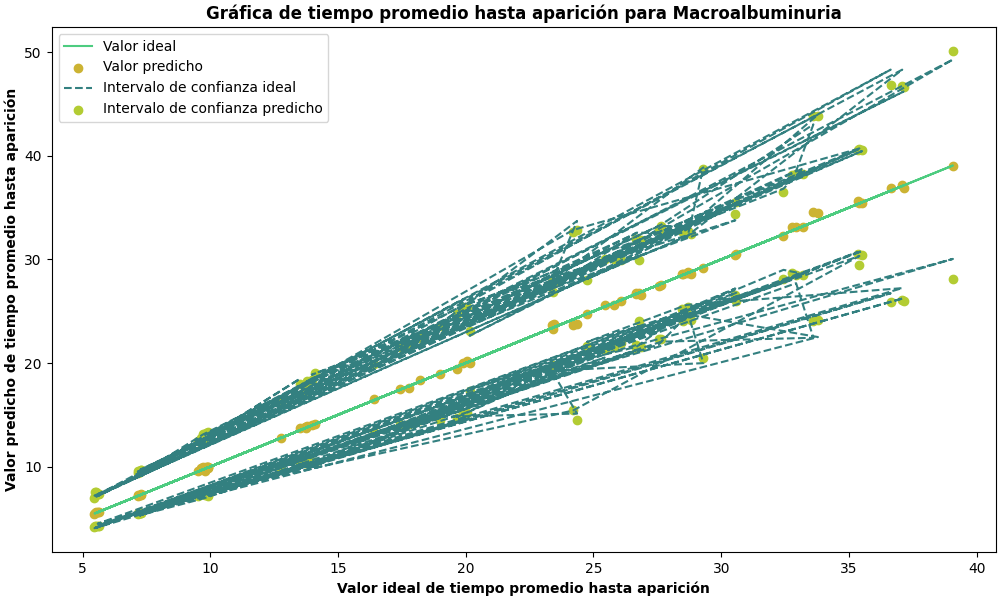 Gráfica de tiempo promedio hasta aparición para Macroalbuminuria
Valor ideal
Valor predicho
Intervalo de confianza ideal
Intervalo de confianza predicho
Valor predicho de tiempo promedio hasta aparición
50
40
30
20
10
5 10 15 20 25 30 35 40
Valor ideal de tiempo promedio hasta aparición